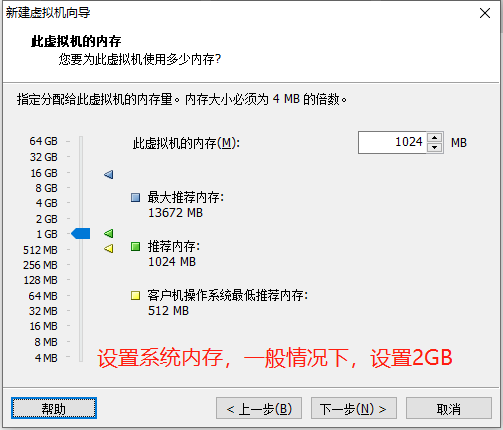 新建虚拟机向导
此虚拟机的内存
您要为此虚拟机使用多少内存?
指定分配给此虚拟机的内存量。内存大小必须为 4 MB 的倍数。
64 GB
32 GB
16 GB
8 GB
4 GB
2 GB
1 GB
512 MB
256 MB
128 MB
64 MB
32 MB
16 MB
8 MB
4 MB
此虚拟机的内存(M):
1024
MB
最大推荐内存:
13672 MB
推荐内存:
1024 MB
客户机操作系统最低推荐内存:
512 MB
设置系统内存，一般情况下，设置2GB
帮助
< 上一步(B)
下一步(N) >
取消